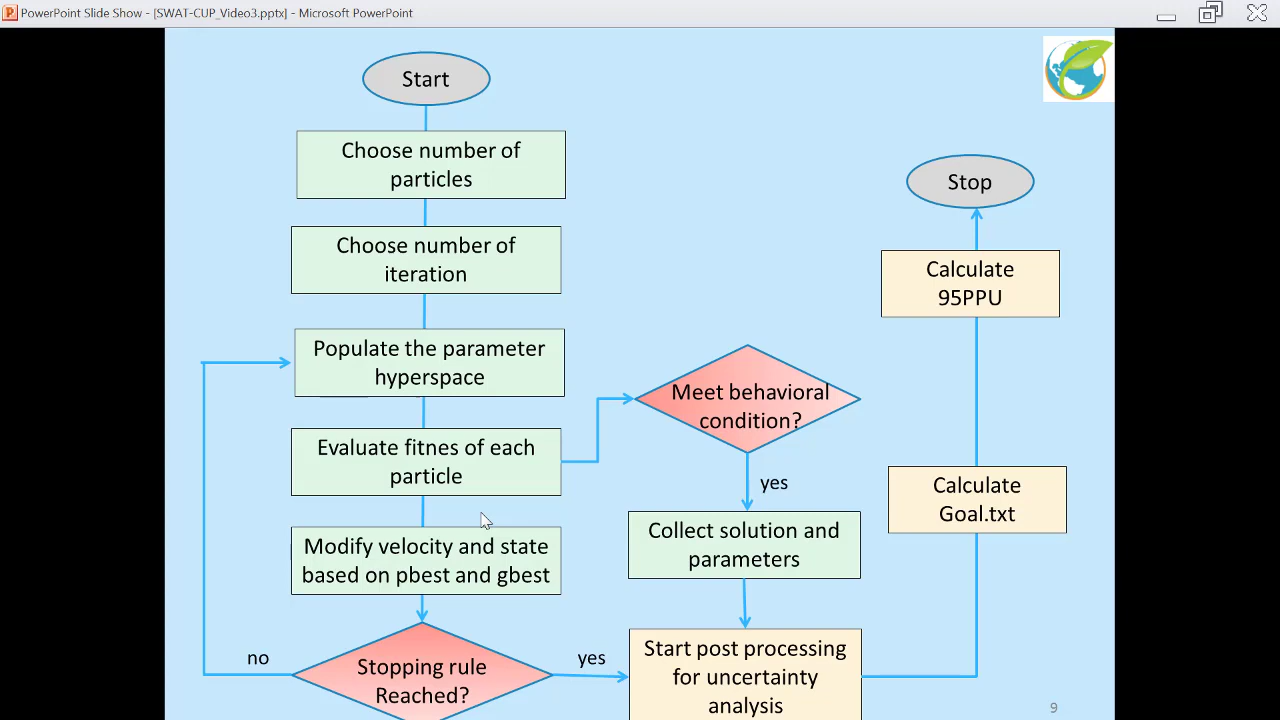 PowerPoint Slide Show - [SWAT-CUP_Video3.pptx] - Microsoft PowerPoint
Start
Choose number of
particles
Choose number of
iteration
Populate the parameter
hyperspace
Evaluate fitnes of each
particle
Modify velocity and state
based on pbest and gbest
Stopping rule
Reached?
no
yes
Meet behavioral
condition?
yes
Collect solution and
parameters
Start post processing
for uncertainty
analysis
Calculate
Goal.txt
Calculate
95PPU
Stop
9